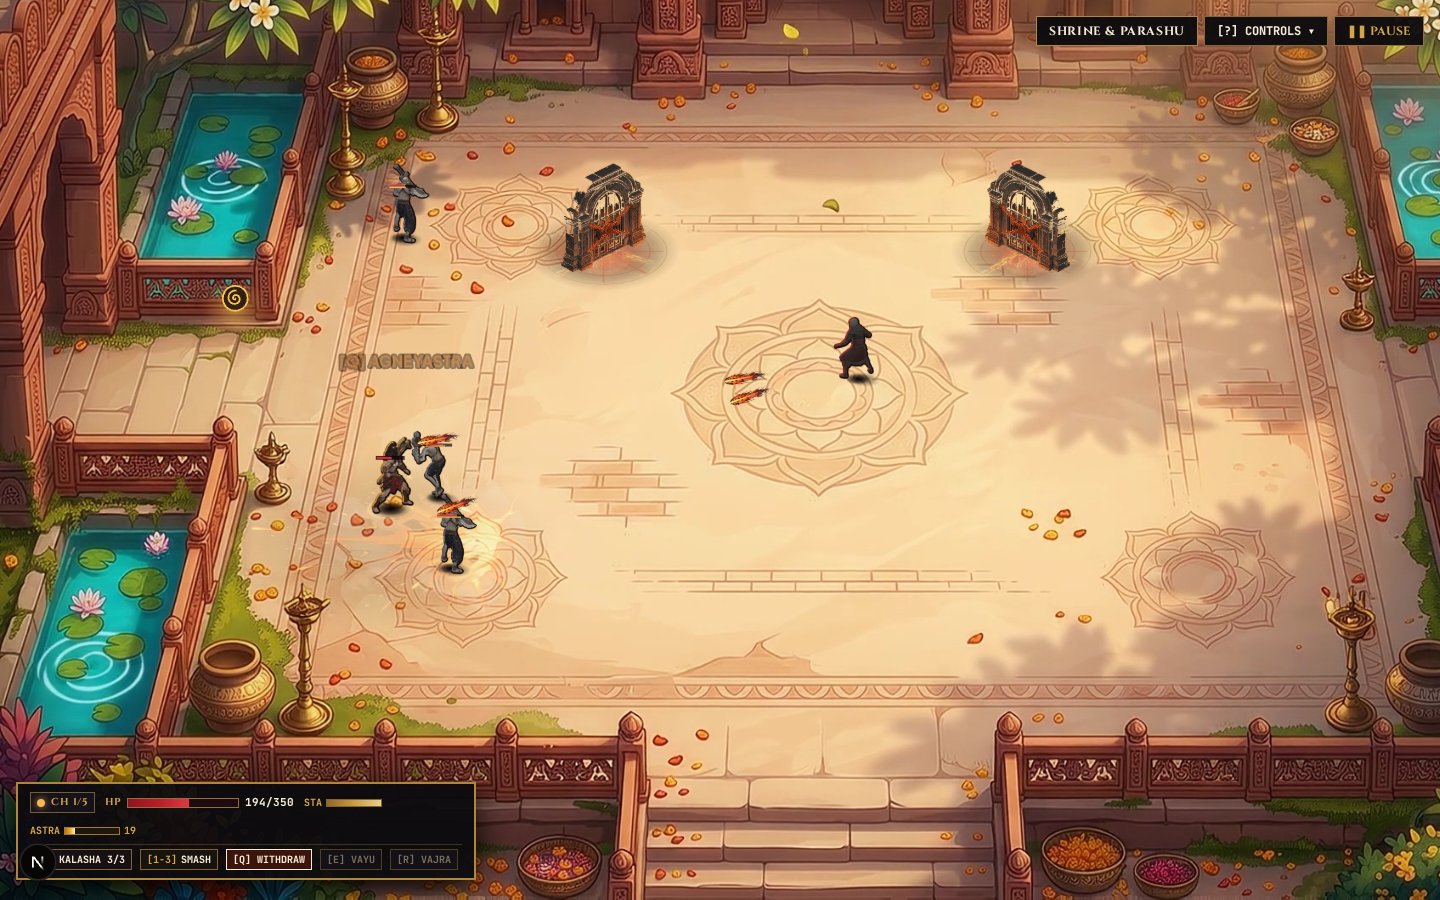 SHRINE & PARASHU
[?] CONTROLS ▾
❚❚ PAUSE
[Q] AGNEYASTRA
CH 1/5 HP 194/350 STA
ASTRA 19
N KALASHA 3/3 [1-3] SMASH [Q] WITHDRAW [E] VAYU [R] VAJRA